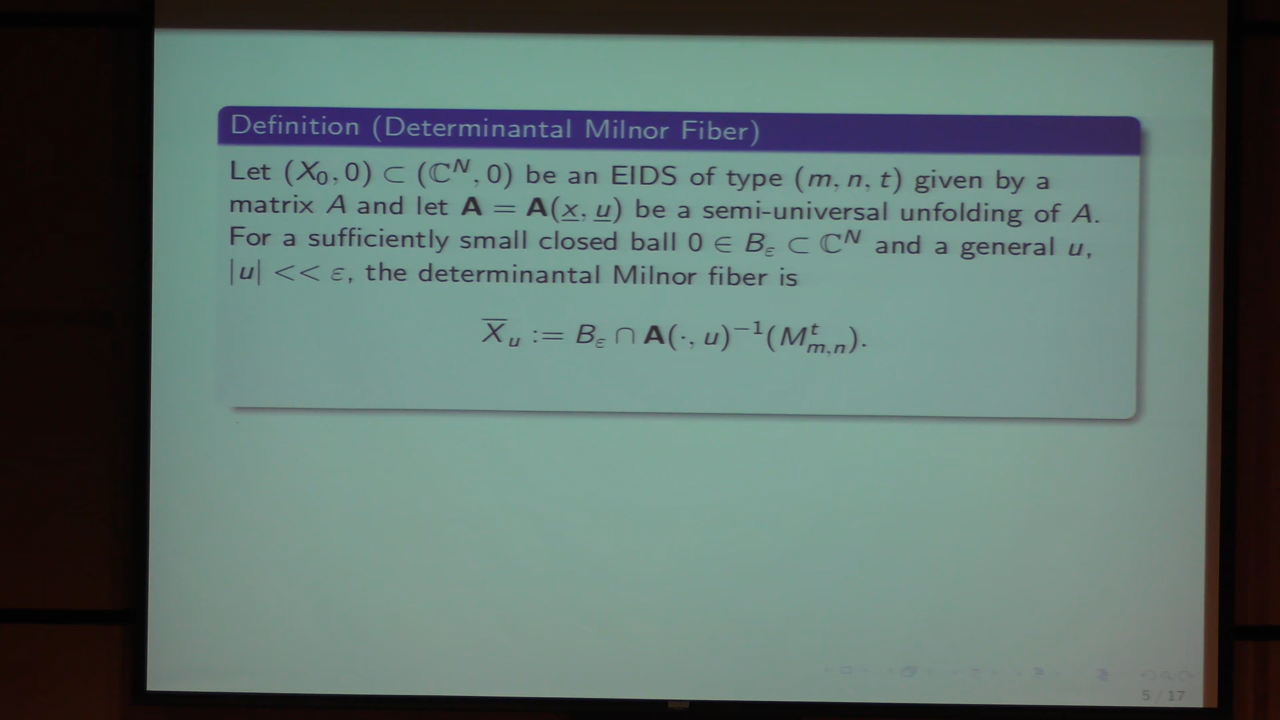 Definition (Determinantal Milnor Fiber)
Let (X₀, 0) ⊂ (ℂᴺ, 0) be an EIDS of type (m, n, t) given by a
matrix A and let 𝐀 = 𝐀(x̲, u̲) be a semi-universal unfolding of A.
For a sufficiently small closed ball 0 ∈ B_ε ⊂ ℂᴺ and a general u,
|u| << ε, the determinantal Milnor fiber is
X̅ᵤ := B_ε ∩ 𝐀(·, u)⁻¹(M^t_{m,n}).
5 / 17